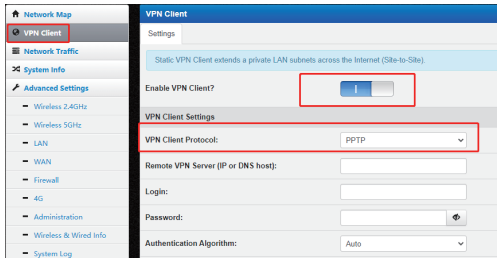 Network Map
VPN Client
Network Traffic
System Info
Advanced Settings
Wireless 2.4GHz
Wireless 5GHz
LAN
WAN
Firewall
4G
Administration
Wireless & Wired Info
System Log
VPN Client
Settings
Static VPN Client extends a private LAN subnets across the Internet (Site-to-Site).
Enable VPN Client?
VPN Client Settings
VPN Client Protocol: PPTP
Remote VPN Server (IP or DNS host):
Login:
Password:
Authentication Algorithm: Auto